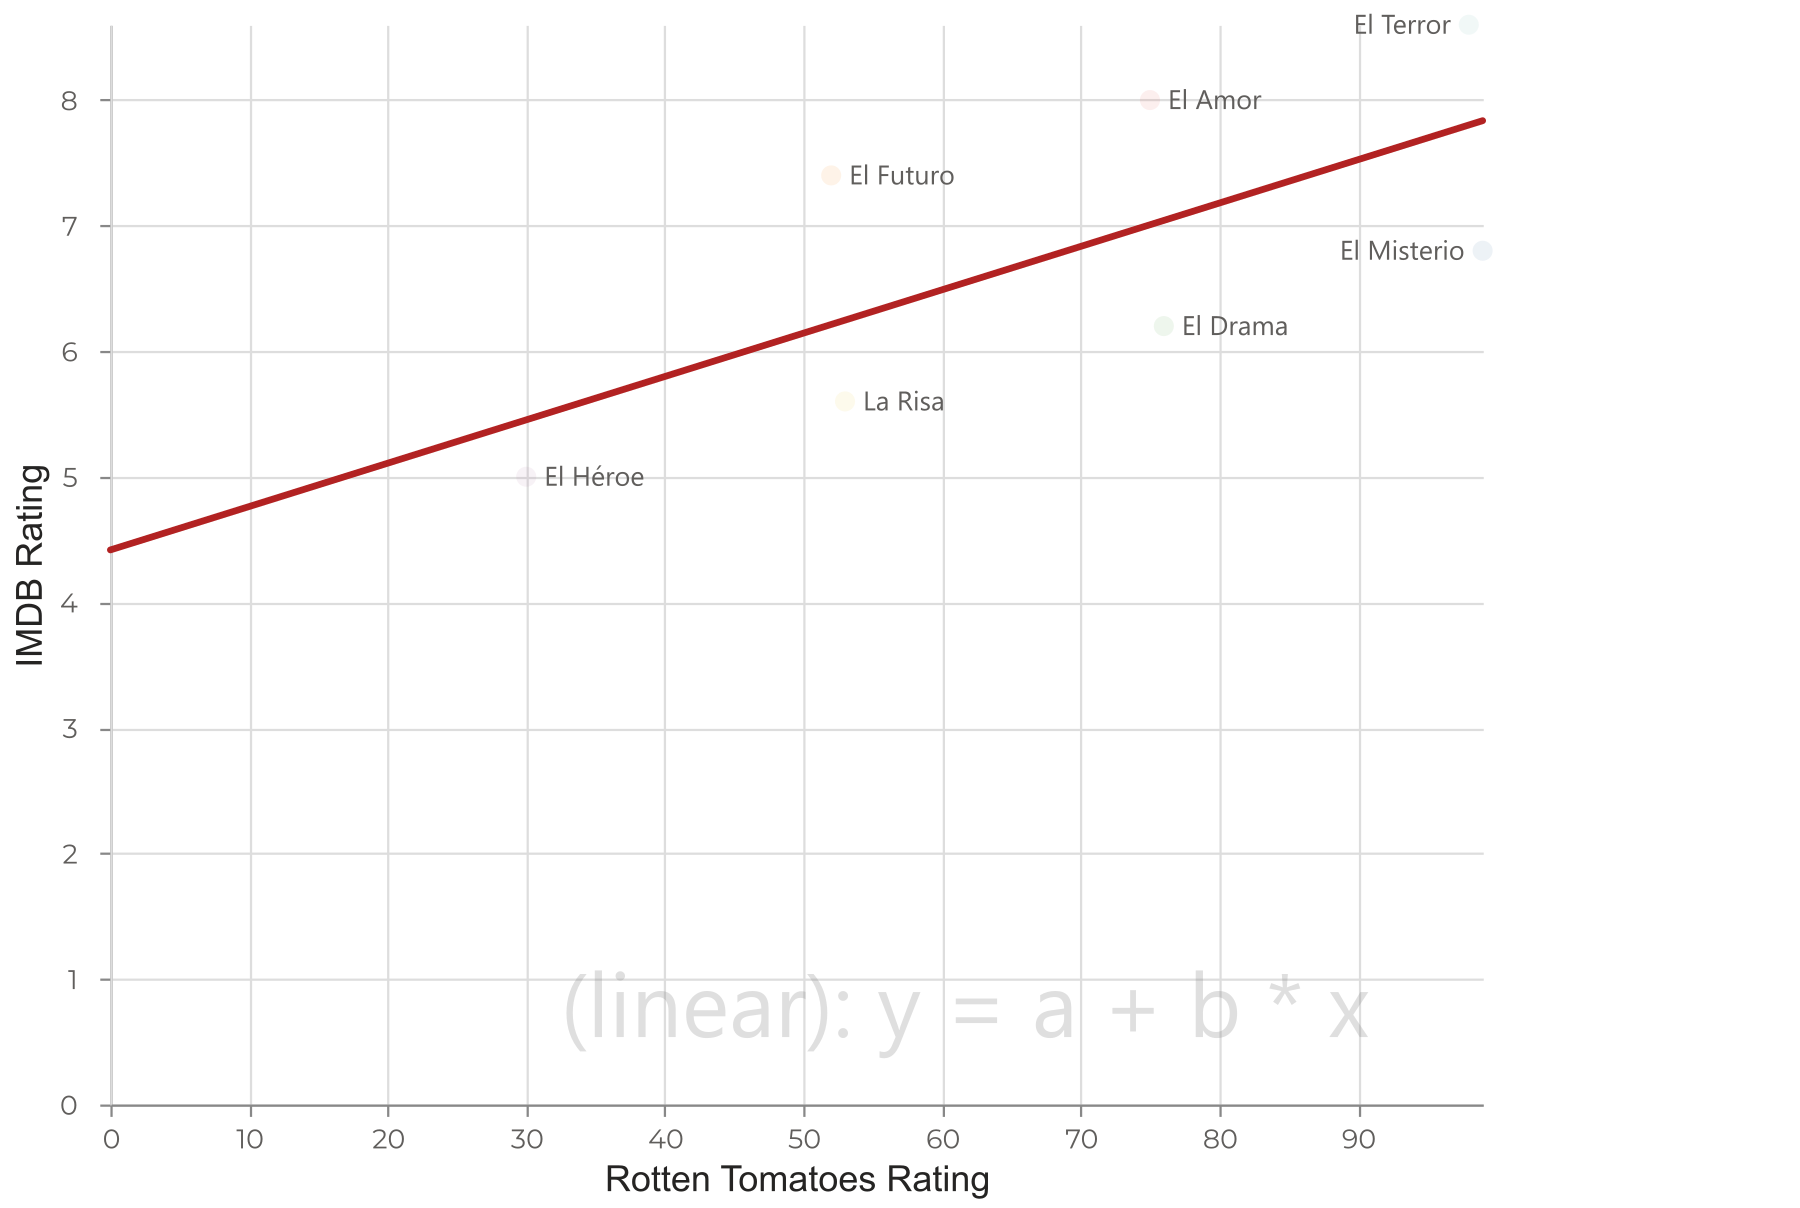 El Terror
8
El Amor
El Futuro
7
El Misterio
El Drama
6
La Risa
5
El Héroe
IMDB Rating
4
3
2
1
(linear): y = a + b * x
0
0 10 20 30 40 50 60 70 80 90
Rotten Tomatoes Rating